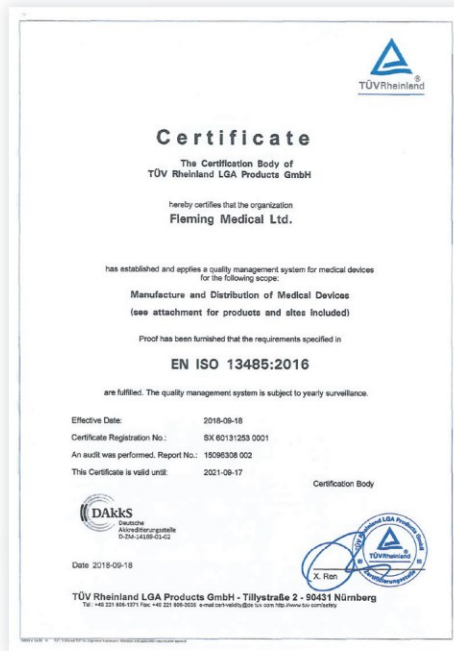 TÜVRheinland®
Certificate
The Certification Body of
TÜV Rheinland LGA Products GmbH
hereby certifies that the organization
Fleming Medical Ltd.
has established and applies a quality management system for medical devices
for the following scope:
Manufacture and Distribution of Medical Devices
(see attachment for products and sites included)
Proof has been furnished that the requirements specified in
EN ISO 13485:2016
are fulfilled. The quality management system is subject to yearly surveillance.
Effective Date: 2018-09-18
Certificate Registration No.: SX 60131253 0001
An audit was performed, Report No.: 15096308 002
This Certificate is valid until: 2021-09-17
Certification Body
DAkkS
Deutsche
Akkreditierungsstelle
D-ZM-14169-01-02
TÜVRheinland
Zertifizierungsstelle
Date 2018-09-18
X. Ren
TÜV Rheinland LGA Products GmbH - Tillystraße 2 - 90431 Nürnberg